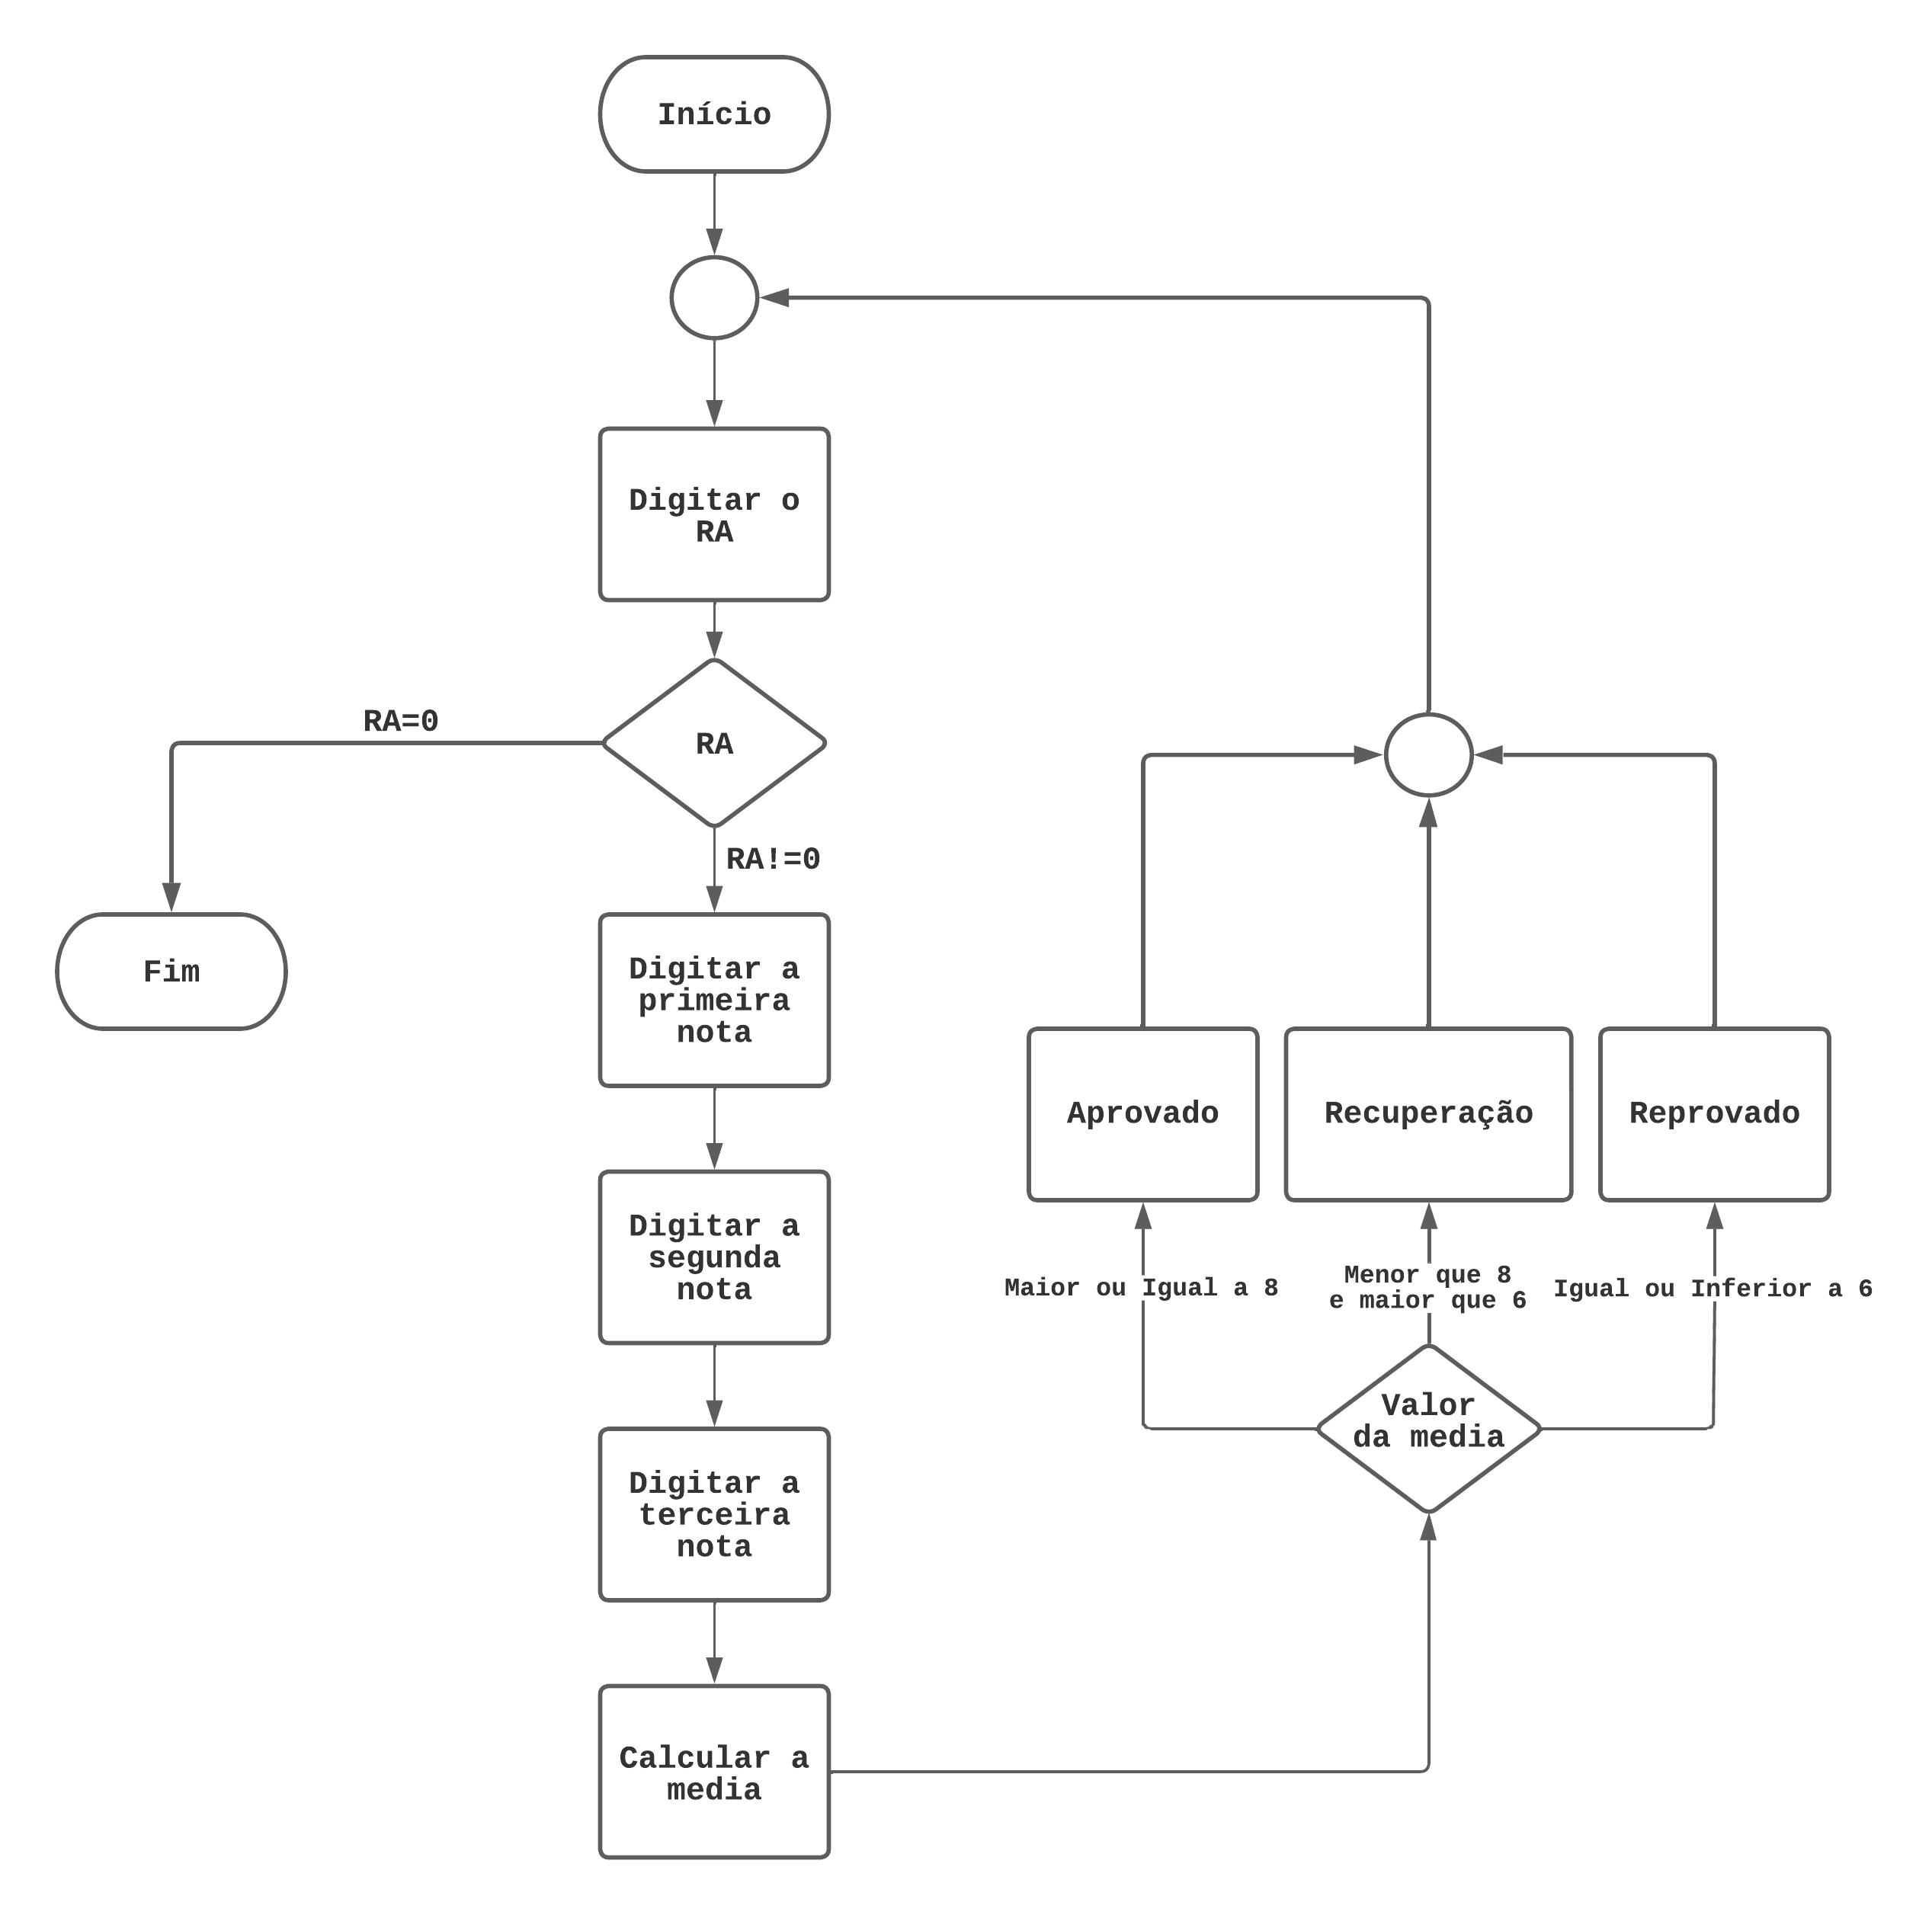 Início
Digitar o
RA
RA=0
RA
RA!=0
Fim
Digitar a
primeira
nota
Digitar a
segunda
nota
Digitar a
terceira
nota
Calcular a
media
Valor
da media
Maior ou Igual a 8
Menor que 8
e maior que 6
Igual ou Inferior a 6
Aprovado
Recuperação
Reprovado